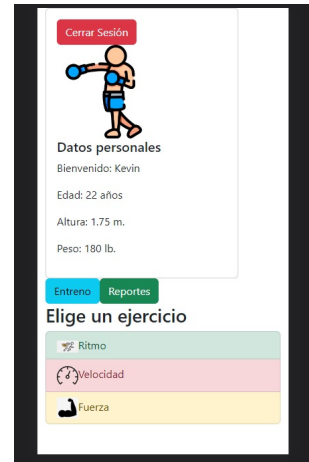 Cerrar Sesión
Datos personales
Bienvenido: Kevin
Edad: 22 años
Altura: 1.75 m.
Peso: 180 lb.
Entreno Reportes
Elige un ejercicio
Ritmo
Velocidad
Fuerza